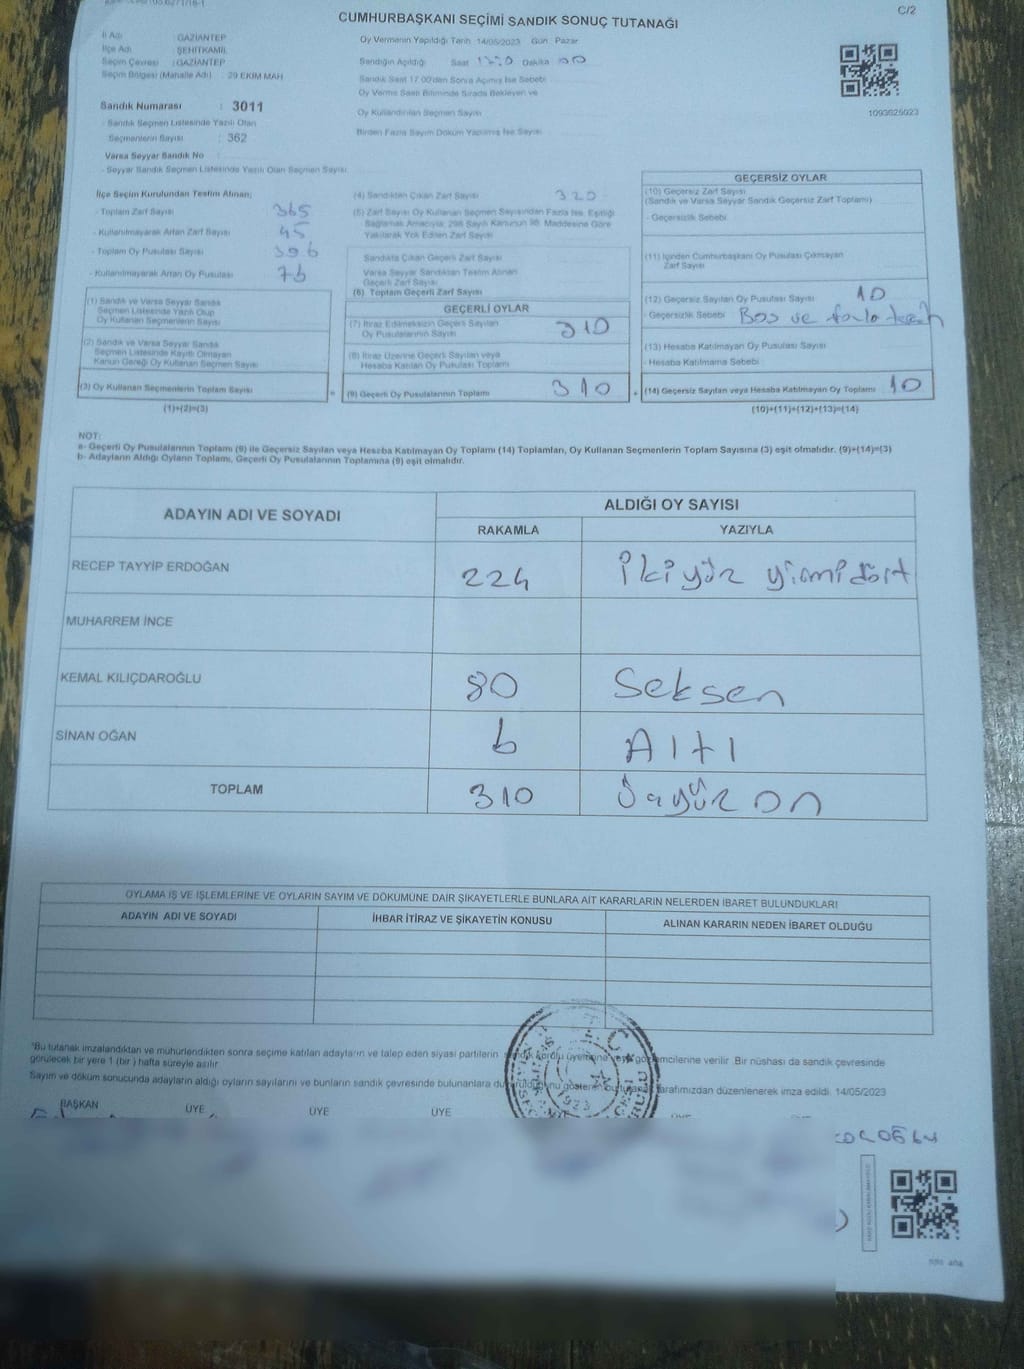 C/2
CUMHURBAŞKANI SEÇİMİ SANDIK SONUÇ TUTANAĞI
İl Adı : GAZİANTEP
İlçe Adı : ŞEHİTKAMİL
Seçim Çevresi : GAZİANTEP
Seçim Bölgesi (Mahalle Adı) : 29 EKİM MAH
Oy Vermenin Yapıldığı Tarih 14/05/2023 Gün Pazar
Sandığın Açıldığı Saat Dakika
Sandık Saat 17:00'den Sonra Açılmış İse Sebebi
Oy Verme Saati Bitiminde Sırada Bekleyen ve
Oy Kullandırılan Seçmen Sayısı
Birden Fazla Sayım Döküm Yapılmış İse Sayısı
1093625023
Sandık Numarası : 3011
- Sandık Seçmen Listesinde Yazılı Olan
Seçmenlerin Sayısı : 362
Varsa Seyyar Sandık No
- Seyyar Sandık Seçmen Listesinde Yazılı Olan Seçmen Sayısı
İlçe Seçim Kurulundan Teslim Alınan;
- Toplam Zarf Sayısı 365
- Kullanılmayarak Artan Zarf Sayısı 45
- Toplam Oy Pusulası Sayısı 396
- Kullanılmayarak Artan Oy Pusulası 76
(1) Sandık ve Varsa Seyyar Sandık
Seçmen Listesinde Yazılı Olup
Oy Kullanan Seçmenlerin Sayısı
(2) Sandık ve Varsa Seyyar Sandık
Seçmen Listesinde Kayıtlı Olmayan
Kanun Gereği Oy Kullanan Seçmen Sayısı
(3) Oy Kullanan Seçmenlerin Toplam Sayısı
(1)+(2)=(3)
(4) Sandıktan Çıkan Zarf Sayısı 320
(5) Zarf Sayısı Oy Kullanan Seçmen Sayısından Fazla İse, Eşitliği
Sağlamak Amacıyla, 298 Sayılı Kanunun 98. Maddesine Göre
Yakılarak Yok Edilen Zarf Sayısı
Sandıkta Çıkan Geçerli Zarf Sayısı
Varsa Seyyar Sandıktan Teslim Alınan
Geçerli Zarf Sayısı
(6) Toplam Geçerli Zarf Sayısı
GEÇERLİ OYLAR
(7) İtiraz Edilmeksizin Geçerli Sayılan
Oy Pusulalarının Sayısı 310
(8) İtiraz Üzerine Geçerli Sayılan veya
Hesaba Katılan Oy Pusulası Toplamı
= (9) Geçerli Oy Pusulalarının Toplamı 310 +
GEÇERSİZ OYLAR
(10) Geçersiz Zarf Sayısı
(Sandık ve Varsa Seyyar Sandık Geçersiz Zarf Toplamı)
- Geçersizlik Sebebi
(11) İçinden Cumhurbaşkanı Oy Pusulası Çıkmayan
Zarf Sayısı
(12) Geçersiz Sayılan Oy Pusulası Sayısı 10
- Geçersizlik Sebebi Boş ve
(13) Hesaba Katılmayan Oy Pusulası Sayısı
- Hesaba Katılmama Sebebi
(14) Geçersiz Sayılan veya Hesaba Katılmayan Oy Toplamı 10
(10)+(11)+(12)+(13)=(14)
NOT:
a- Geçerli Oy Pusulalarının Toplamı (9) ile Geçersiz Sayılan veya Hesaba Katılmayan Oy Toplamı (14) Toplamları, Oy Kullanan Seçmenlerin Toplam Sayısına (3) eşit olmalıdır. (9)+(14)=(3)
b- Adayların Aldığı Oyların Toplamı, Geçerli Oy Pusulalarının Toplamına (9) eşit olmalıdır.
ADAYIN ADI VE SOYADI ALDIĞI OY SAYISI
RAKAMLA YAZIYLA
RECEP TAYYİP ERDOĞAN 224 İkiyüz yirmidört
MUHARREM İNCE
KEMAL KILIÇDAROĞLU 80 Seksen
SİNAN OĞAN 6 Altı
TOPLAM 310 Üçyüz on
OYLAMA İŞ VE İŞLEMLERİNE VE OYLARIN SAYIM VE DÖKÜMÜNE DAİR ŞİKAYETLERLE BUNLARA AİT KARARLARIN NELERDEN İBARET BULUNDUKLARI
ADAYIN ADI VE SOYADI İHBAR İTİRAZ VE ŞİKAYETİN KONUSU ALINAN KARARIN NEDEN İBARET OLDUĞU
*Bu tutanak imzalandıktan ve mühürlendikten sonra seçime katılan adayların ve talep eden siyasi partilerin sandık kurulu üyelerine veya gözlemcilerine verilir. Bir nüshası da sandık çevresinde
görülecek bir yere 1 (bir) hafta süreyle asılır
Sayım ve döküm sonucunda adayların aldığı oyların sayılarını ve bunların sandık çevresinde bulunanlara duyurulduğunu gösteren bu tutanak tarafımızdan düzenlenerek imza edildi. 14/05/2023
BAŞKAN ÜYE ÜYE ÜYE
T.C.
1923